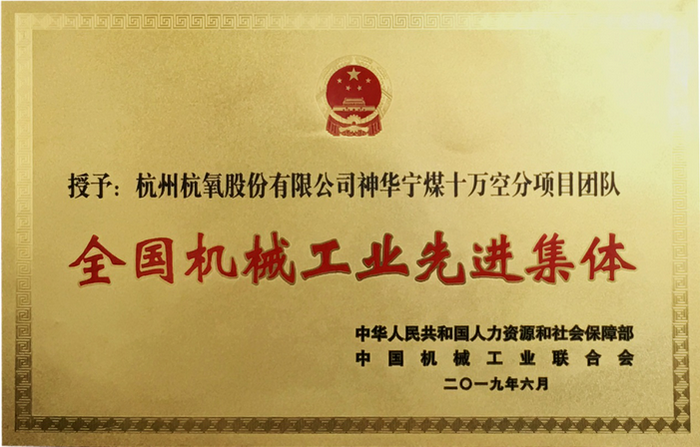 授予：杭州杭氧股份有限公司神华宁煤十万空分项目团队
全国机械工业先进集体
中华人民共和国人力资源和社会保障部
中国机械工业联合会
二〇一九年六月